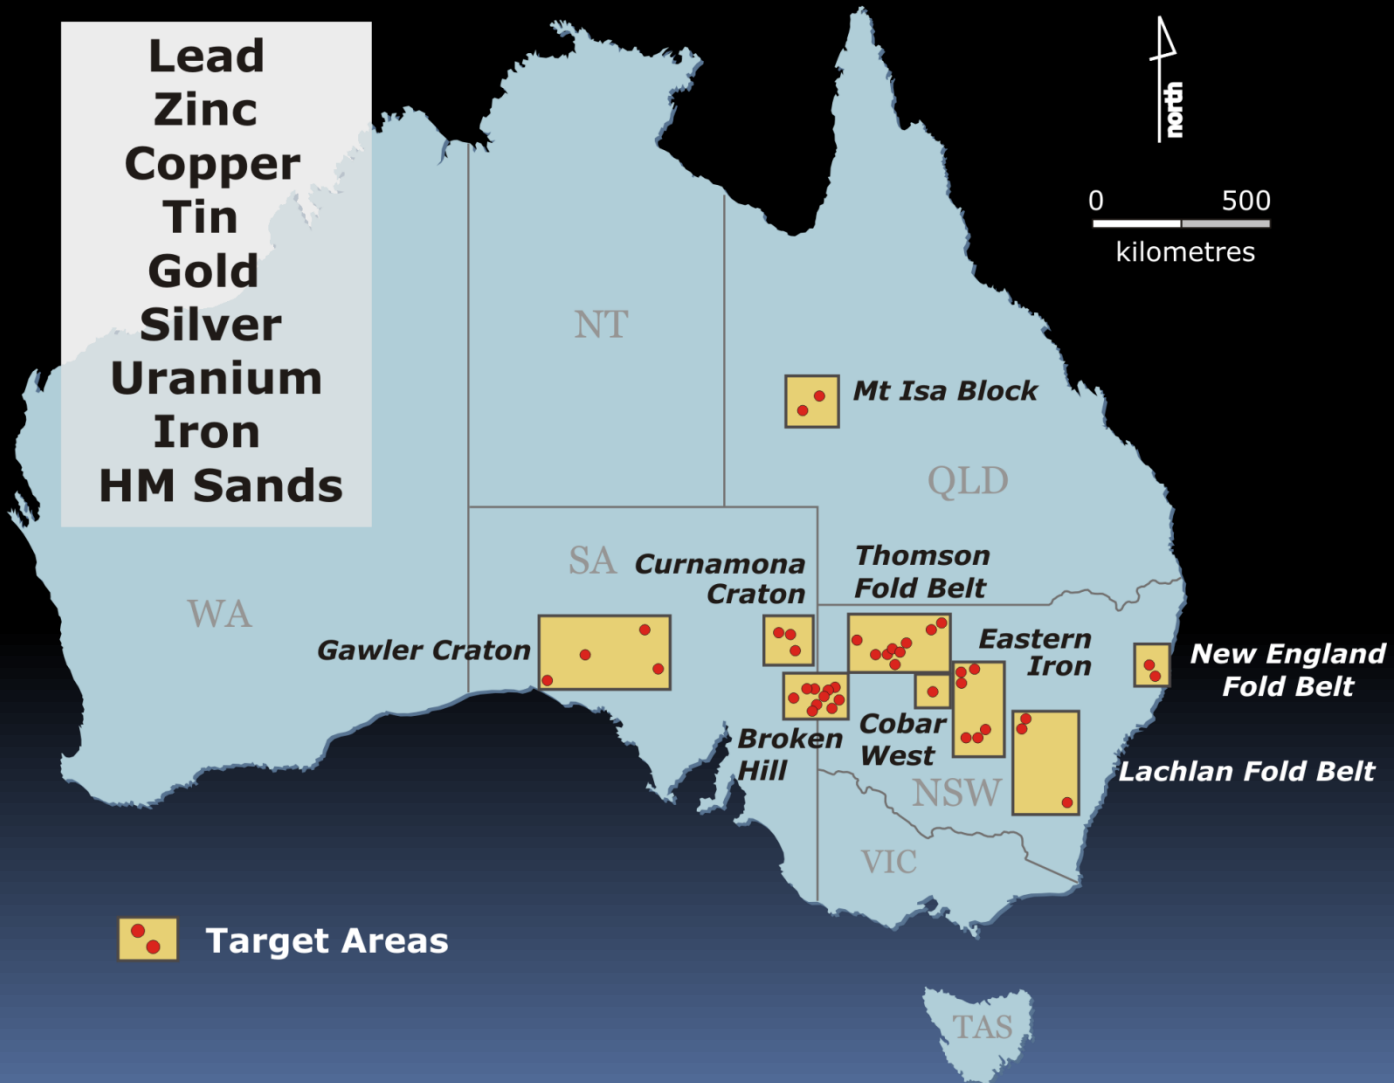 Lead
Zinc
Copper
Tin
Gold
Silver
Uranium
Iron
HM Sands
north
0 500
kilometres
NT
Mt Isa Block
QLD
SA
Curnamona
Craton
Thomson
Fold Belt
WA
Gawler Craton
Eastern
Iron
New England
Fold Belt
Broken
Hill
Cobar
West
Lachlan Fold Belt
NSW
VIC
Target Areas
TAS